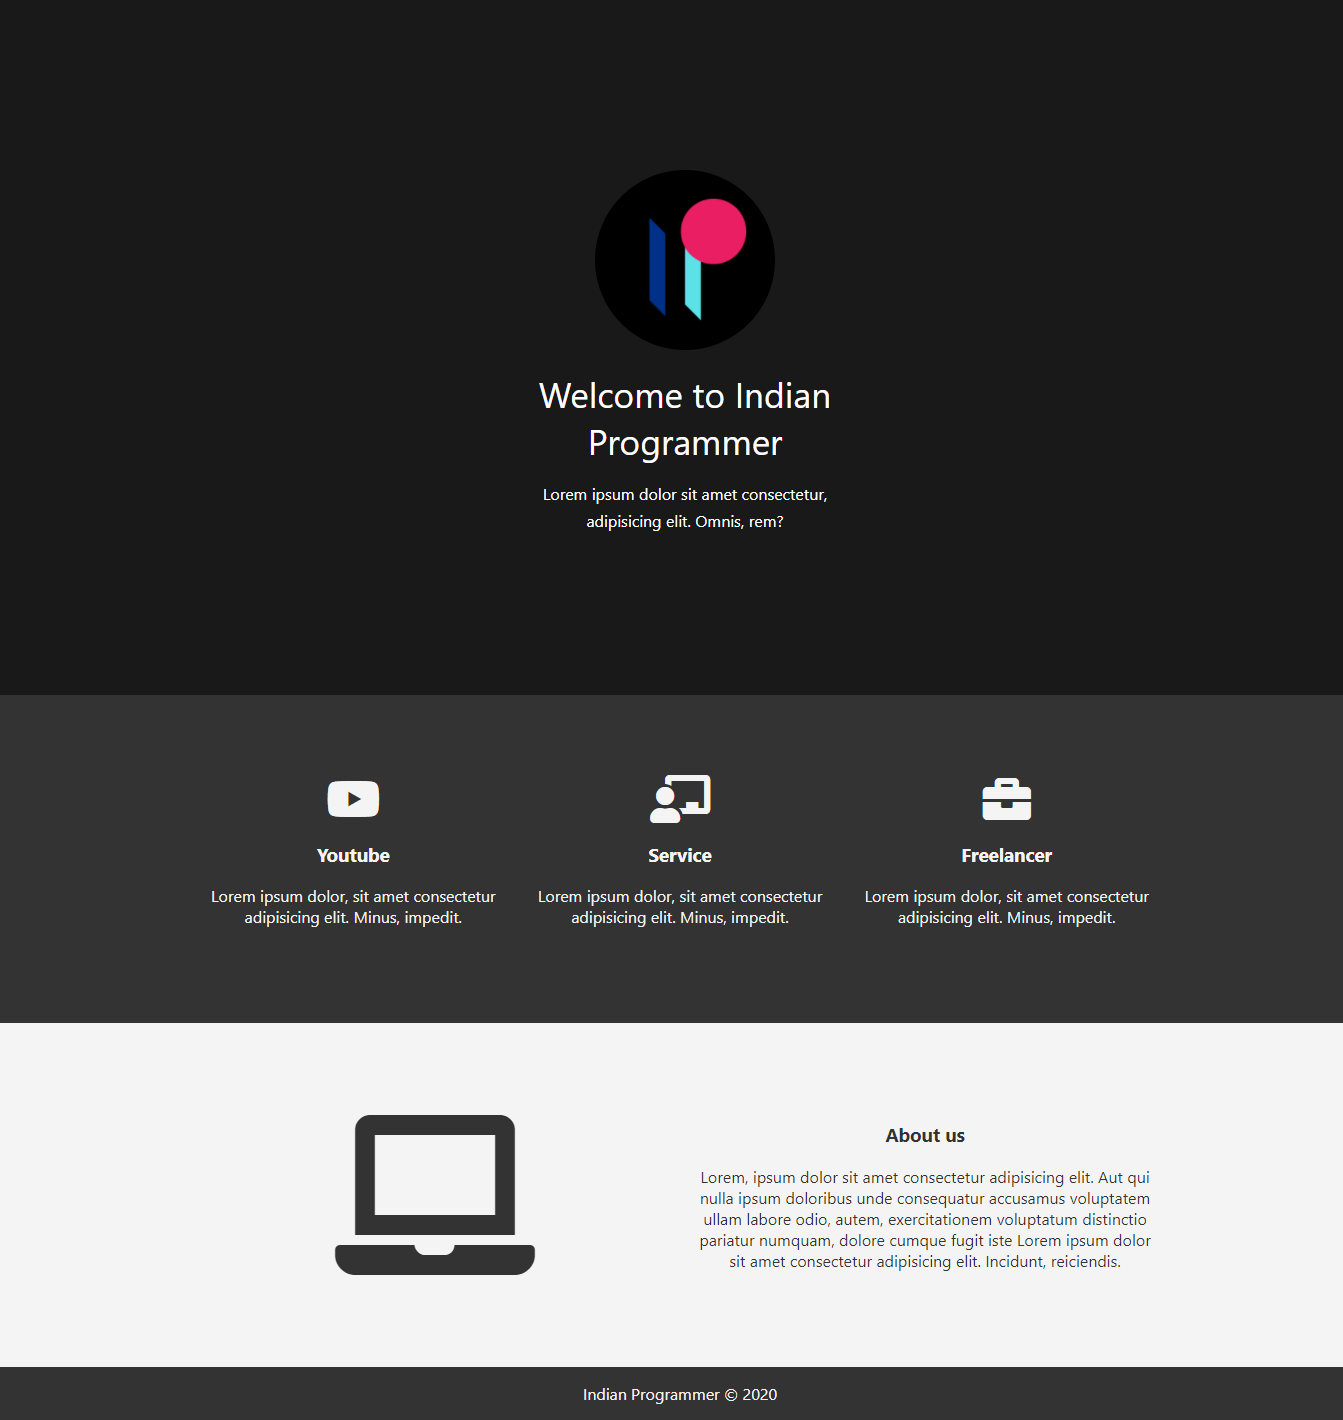 Welcome to Indian
Programmer
Lorem ipsum dolor sit amet consectetur,
adipisicing elit. Omnis, rem?
Youtube
Lorem ipsum dolor, sit amet consectetur
adipisicing elit. Minus, impedit.
Service
Lorem ipsum dolor, sit amet consectetur
adipisicing elit. Minus, impedit.
Freelancer
Lorem ipsum dolor, sit amet consectetur
adipisicing elit. Minus, impedit.
About us
Lorem, ipsum dolor sit amet consectetur adipisicing elit. Aut qui
nulla ipsum doloribus unde consequatur accusamus voluptatem
ullam labore odio, autem, exercitationem voluptatum distinctio
pariatur numquam, dolore cumque fugit iste Lorem ipsum dolor
sit amet consectetur adipisicing elit. Incidunt, reiciendis.
Indian Programmer © 2020